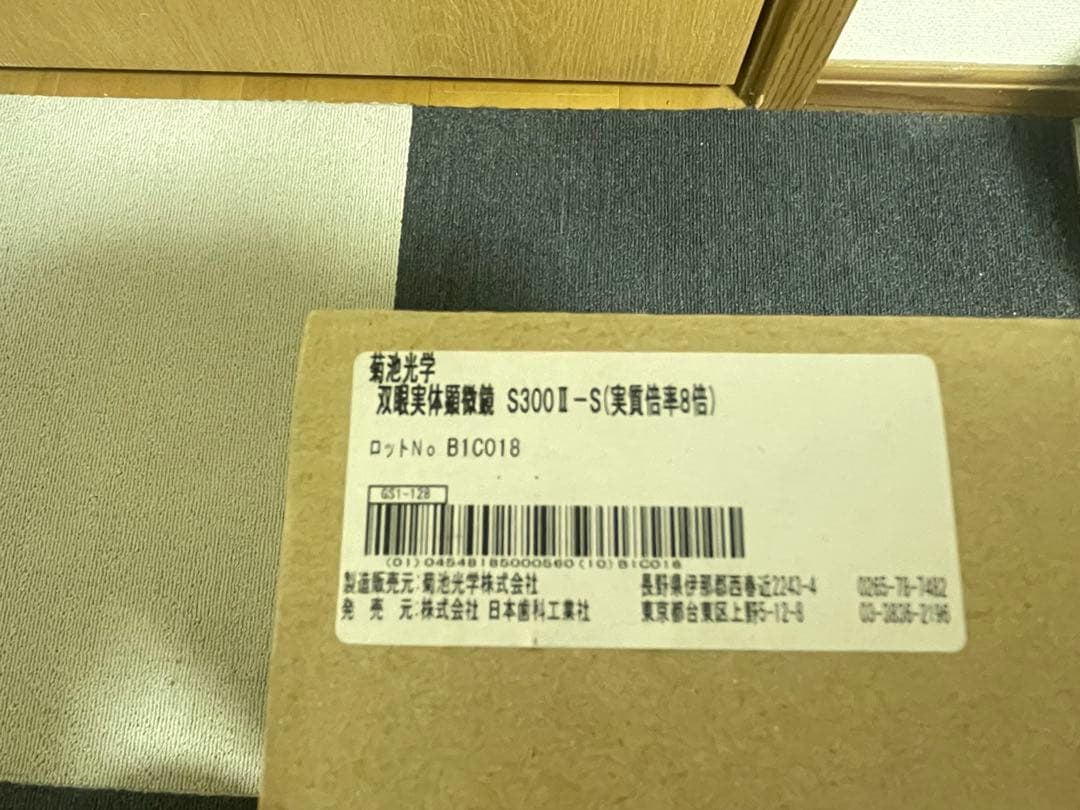 菊池光学
双眼実体顕微鏡 S300Ⅱ-S(実質倍率8倍)
ロットNo B1C018
GS1-128
(01)04548185000560(10)B1C018
製造販売元:菊池光学株式会社 長野県伊那郡西春近2243-4 0265-76-7482
発 売 元:株式会社 日本歯科工業社 東京都台東区上野5-12-8 03-3836-2196